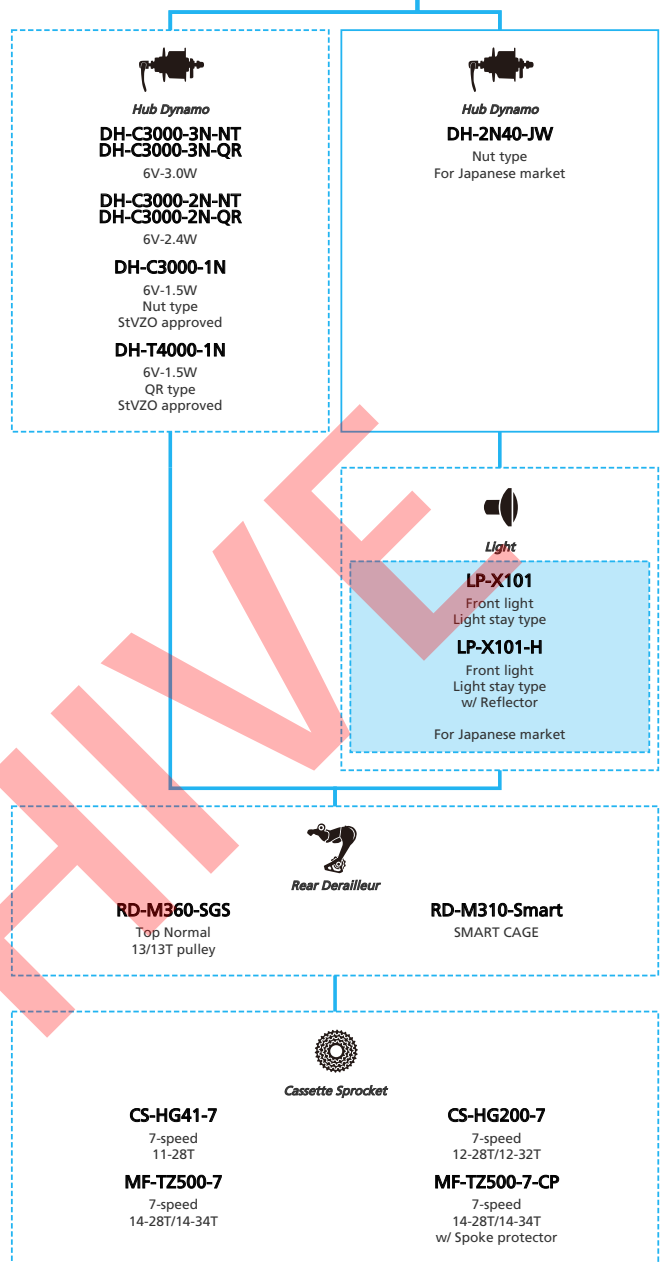 Hub Dynamo
DH-C3000-3N-NT
DH-C3000-3N-QR
6V-3.0W
DH-C3000-2N-NT
DH-C3000-2N-QR
6V-2.4W
DH-C3000-1N
6V-1.5W
Nut type
StVZO approved
DH-T4000-1N
6V-1.5W
QR type
StVZO approved
Hub Dynamo
DH-2N40-JW
Nut type
For Japanese market
Light
LP-X101
Front light
Light stay type
LP-X101-H
Front light
Light stay type
w/ Reflector
For Japanese market
Rear Derailleur
RD-M360-SGS
Top Normal
13/13T pulley
RD-M310-Smart
SMART CAGE
Cassette Sprocket
CS-HG41-7
7-speed
11-28T
CS-HG200-7
7-speed
12-28T/12-32T
MF-TZ500-7
7-speed
14-28T/14-34T
MF-TZ500-7-CP
7-speed
14-28T/14-34T
w/ Spoke protector
HIVE